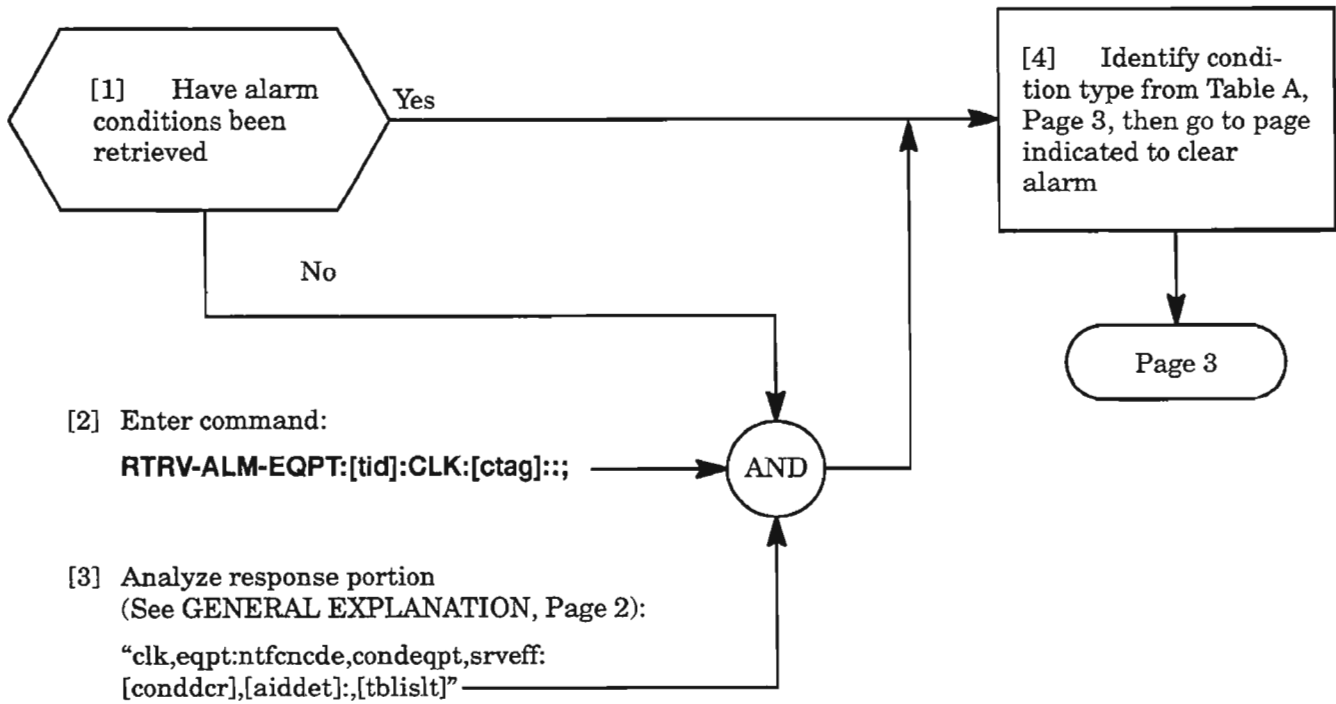 [1] Have alarm
conditions been
retrieved
Yes
[4] Identify condi-
tion type from Table A,
Page 3, then go to page
indicated to clear
alarm
No
Page 3
[2] Enter command:
RTRV-ALM-EQPT:[tid]:CLK:[ctag]::;
AND
[3] Analyze response portion
(See GENERAL EXPLANATION, Page 2):
“clk,eqpt:ntfcncde,condeqpt,srveff:
[conddcr],[aiddet]:,[tblislt]”